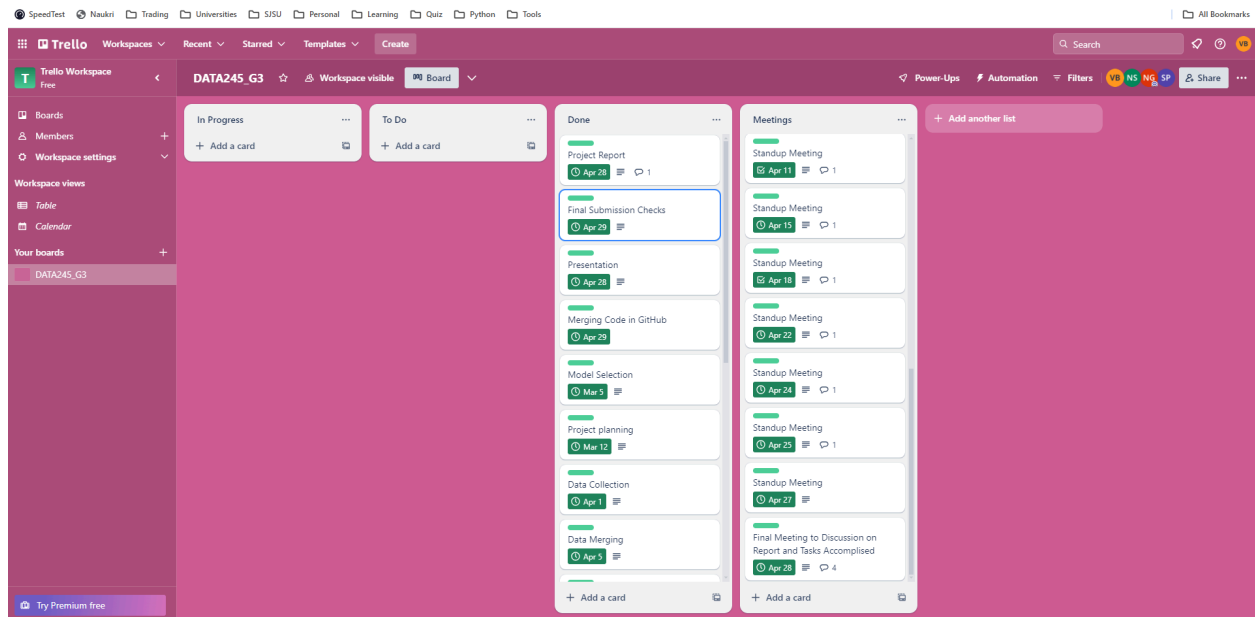 SpeedTest Naukri Trading Universities SJSU Personal Learning Quiz Python Tools All Bookmarks
Trello Workspaces Recent Starred Templates Create Search VB
T Trello Workspace
Free
DATA245_G3 Workspace visible Board Power-Ups Automation Filters VB NS NG SP Share
Boards
Members
Workspace settings
Workspace views
Table
Calendar
Your boards
DATA245_G3
Try Premium free
In Progress
Add a card
To Do
Add a card
Done
Project Report
Apr 28 1
Final Submission Checks
Apr 29
Presentation
Apr 28
Merging Code in GitHub
Apr 29
Model Selection
Mar 5
Project planning
Mar 12
Data Collection
Apr 1
Data Merging
Apr 5
Add a card
Meetings
Standup Meeting
Apr 11 1
Standup Meeting
Apr 15 1
Standup Meeting
Apr 18 1
Standup Meeting
Apr 22 1
Standup Meeting
Apr 24 1
Standup Meeting
Apr 25 1
Standup Meeting
Apr 27
Final Meeting to Discussion on
Report and Tasks Accomplised
Apr 28 4
Add a card
Add another list